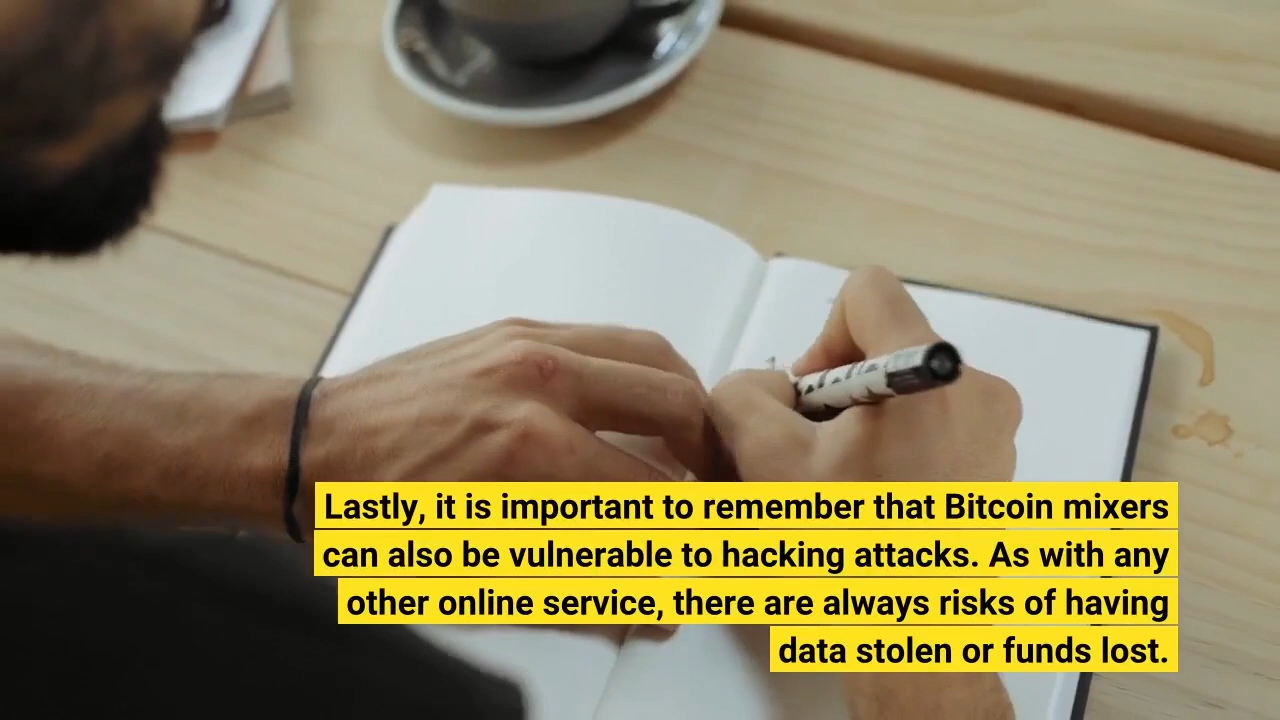 Lastly, it is important to remember that Bitcoin mixers
can also be vulnerable to hacking attacks. As with any
other online service, there are always risks of having
data stolen or funds lost.